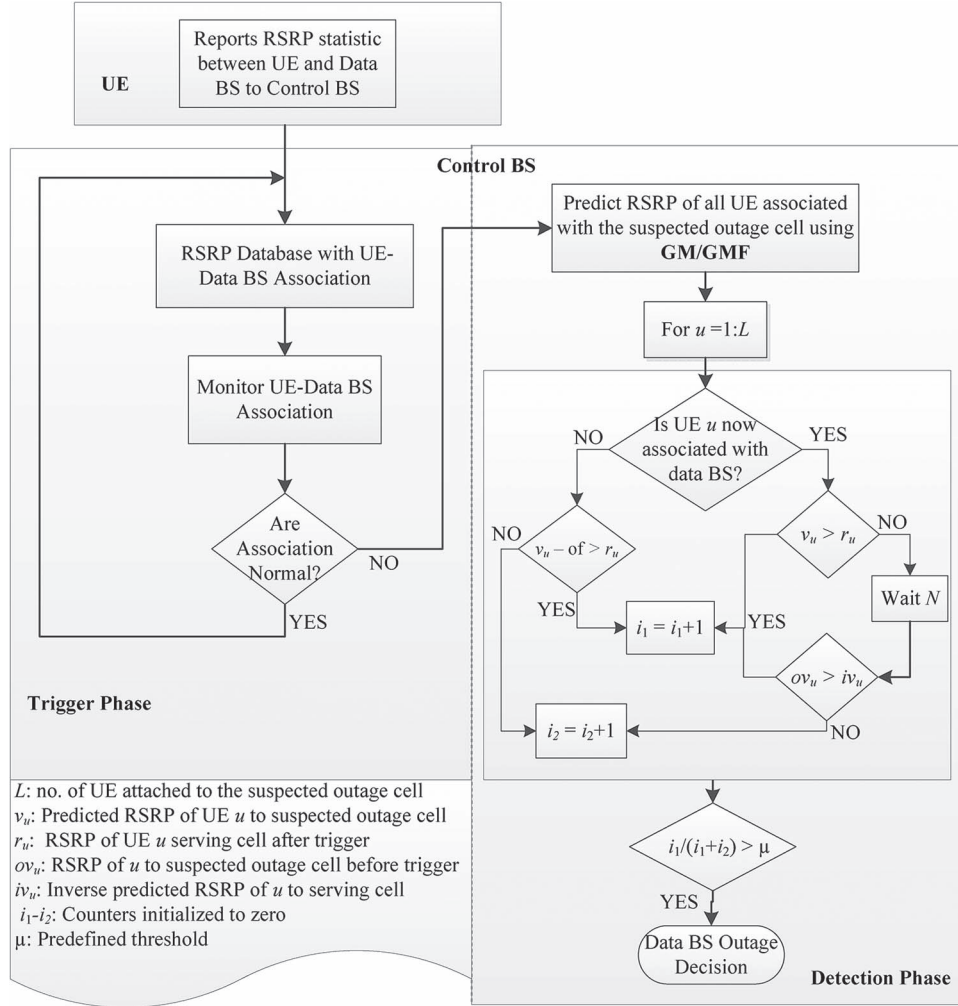 Reports RSRP statistic
between UE and Data
BS to Control BS
UE
Control BS
RSRP Database with UE-
Data BS Association
Monitor UE-Data BS
Association
Are
Association
Normal?
NO
YES
Trigger Phase
Predict RSRP of all UE associated
with the suspected outage cell using
GM/GMF
For u =1:L
Is UE u now
associated with
data BS?
NO
YES
v_u – of > r_u
NO
YES
v_u > r_u
NO
Wait N
i_1 = i_1+1
YES
ov_u > iv_u
NO
i_2 = i_2+1
i_1/(i_1+i_2) > μ
YES
Data BS Outage
Decision
Detection Phase
L: no. of UE attached to the suspected outage cell
v_u: Predicted RSRP of UE u to suspected outage cell
r_u: RSRP of UE u serving cell after trigger
ov_u: RSRP of u to suspected outage cell before trigger
iv_u: Inverse predicted RSRP of u to serving cell
i_1-i_2: Counters initialized to zero
μ: Predefined threshold